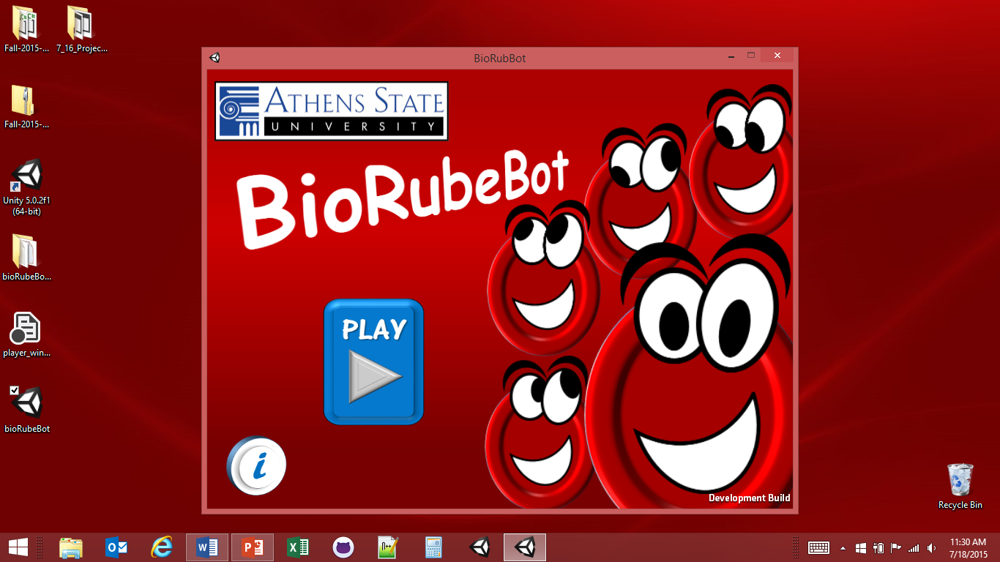 Fall-2015-...
7_16_Projec...
Fall-2015-...
Unity 5.0.2f1
(64-bit)
bioRubeBo...
player_win...
bioRubeBot
BioRubBot
ATHENS STATE
UNIVERSITY
BioRubeBot
PLAY
i
Development Build
Recycle Bin
11:30 AM
7/18/2015